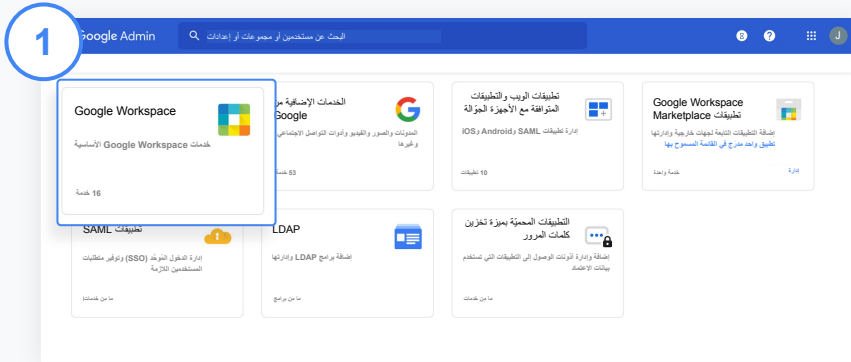 1
Google Admin
البحث عن مستخدمين أو مجموعات أو إعدادات
8
?
J
Google Workspace
خدمات Google Workspace الأساسية
16 خدمة
الخدمات الإضافية من
Google
المدونات والصور والفيديو وأدوات التواصل الاجتماعي
وغيرها
53 خدمة
تطبيقات الويب والتطبيقات
المتوافقة مع الأجهزة الجوّالة
إدارة تطبيقات SAML وAndroid وiOS
10 تطبيقات
Google Workspace
تطبيقات Marketplace
إضافة التطبيقات التابعة لجهات خارجية وإدارتها
تطبيق واحد مدرج في القائمة المسموح بها
خدمة واحدة
إدارة
تطبيقات SAML
إدارة الدخول المُوحَّد (SSO) وتوفير متطلبات
المستخدمين اللازمة
ما من خدمات
LDAP
إضافة برامج LDAP وإدارتها
ما من برامج
التطبيقات المحميّة بميزة تخزين
كلمات المرور
إضافة وإدارة أذونات الوصول إلى التطبيقات التي تستخدم
بيانات الاعتماد
ما من خدمات